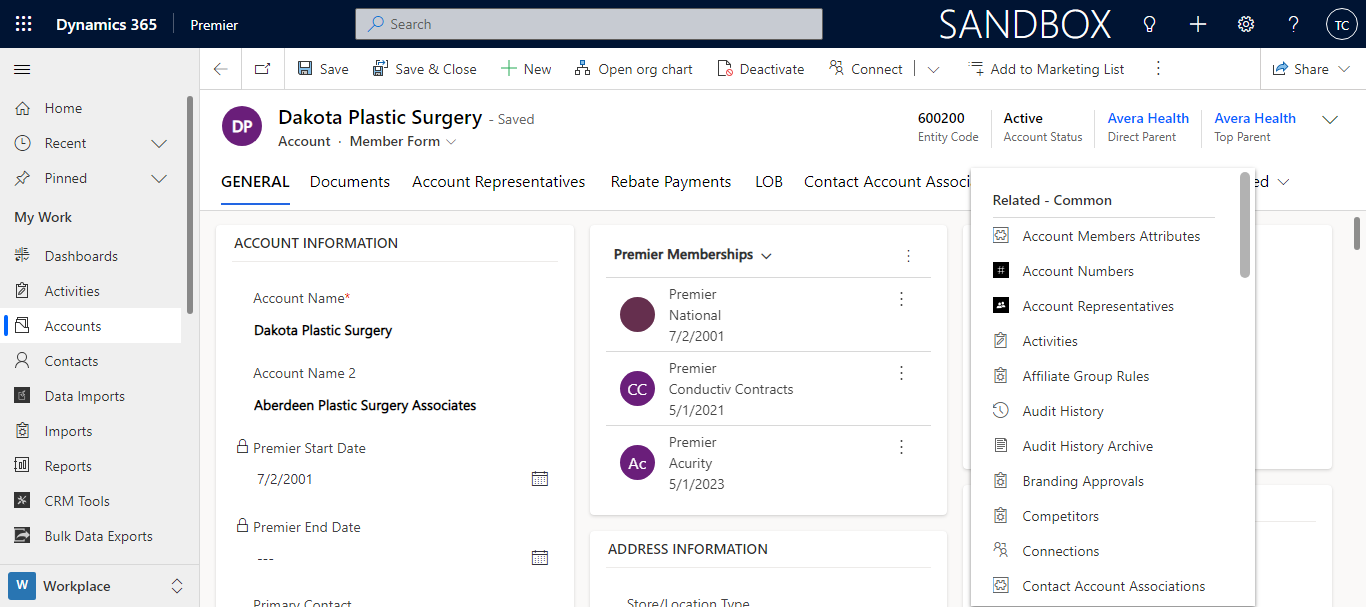 Dynamics 365 Premier Search SANDBOX ? TC
Save Save & Close New Open org chart Deactivate Connect Add to Marketing List Share
Home
Recent
Pinned
My Work
Dashboards
Activities
Accounts
Contacts
Data Imports
Imports
Reports
CRM Tools
Bulk Data Exports
W Workplace
DP
Dakota Plastic Surgery - Saved
Account · Member Form
600200
Entity Code
Active
Account Status
Avera Health
Direct Parent
Avera Health
Top Parent
GENERAL Documents Account Representatives Rebate Payments LOB Contact Account Associ ed
ACCOUNT INFORMATION
Account Name*
Dakota Plastic Surgery
Account Name 2
Aberdeen Plastic Surgery Associates
Premier Start Date
7/2/2001
Premier End Date
---
Primary Contact
Premier Memberships
Premier
National
7/2/2001
CC
Premier
Conductiv Contracts
5/1/2021
Ac
Premier
Acurity
5/1/2023
ADDRESS INFORMATION
Store/Location Type
Related - Common
Account Members Attributes
# Account Numbers
Account Representatives
Activities
Affiliate Group Rules
Audit History
Audit History Archive
Branding Approvals
Competitors
Connections
Contact Account Associations